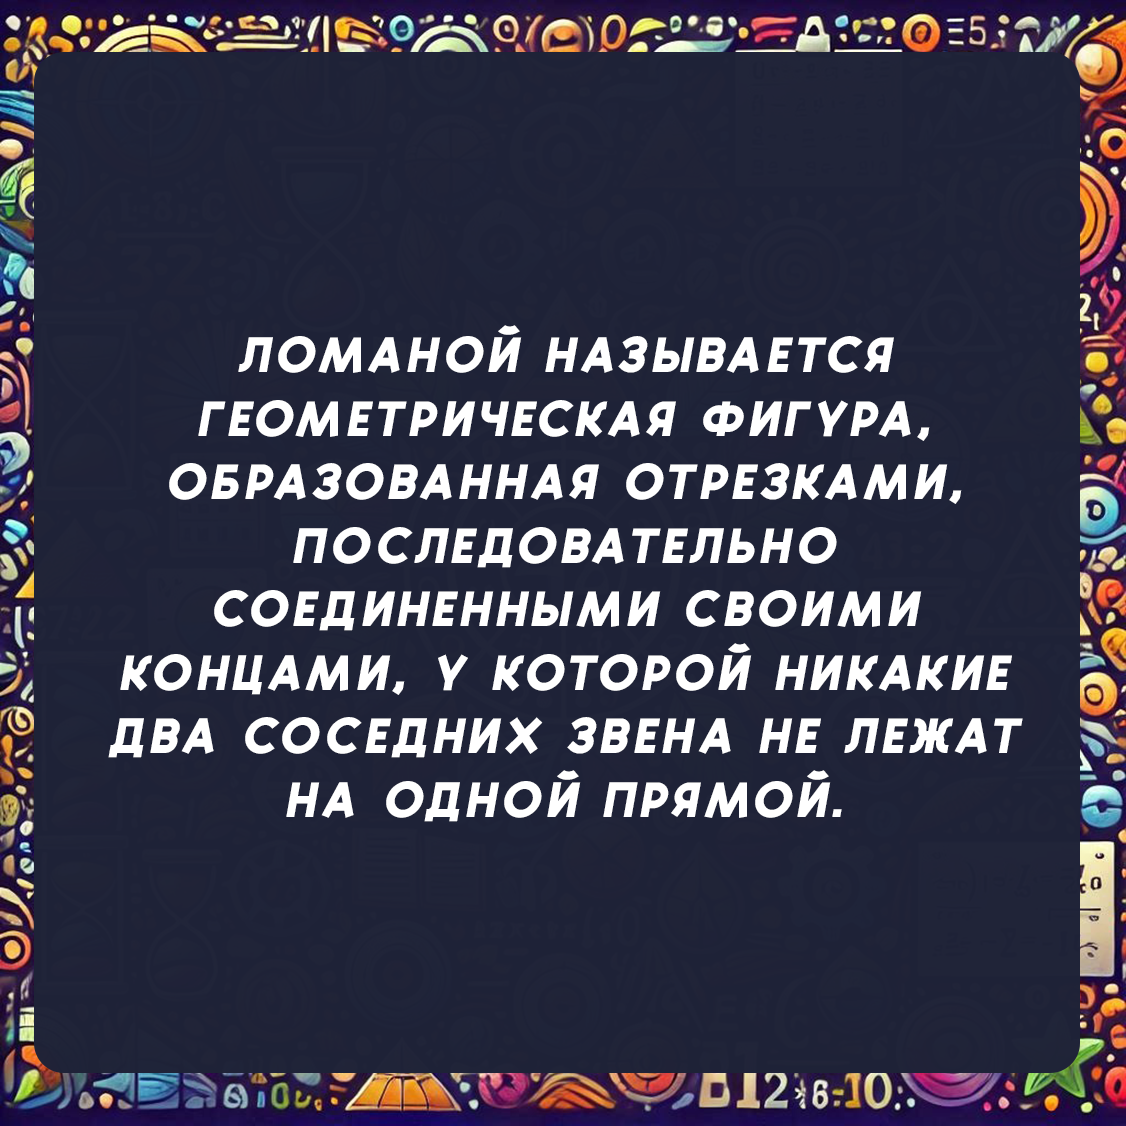 ЛОМАНОЙ НАЗЫВАЕТСЯ
ГЕОМЕТРИЧЕСКАЯ ФИГУРА,
ОБРАЗОВАННАЯ ОТРЕЗКАМИ,
ПОСЛЕДОВАТЕЛЬНО
СОЕДИНЕННЫМИ СВОИМИ
КОНЦАМИ, У КОТОРОЙ НИКАКИЕ
ДВА СОСЕДНИХ ЗВЕНА НЕ ЛЕЖАТ
НА ОДНОЙ ПРЯМОЙ.